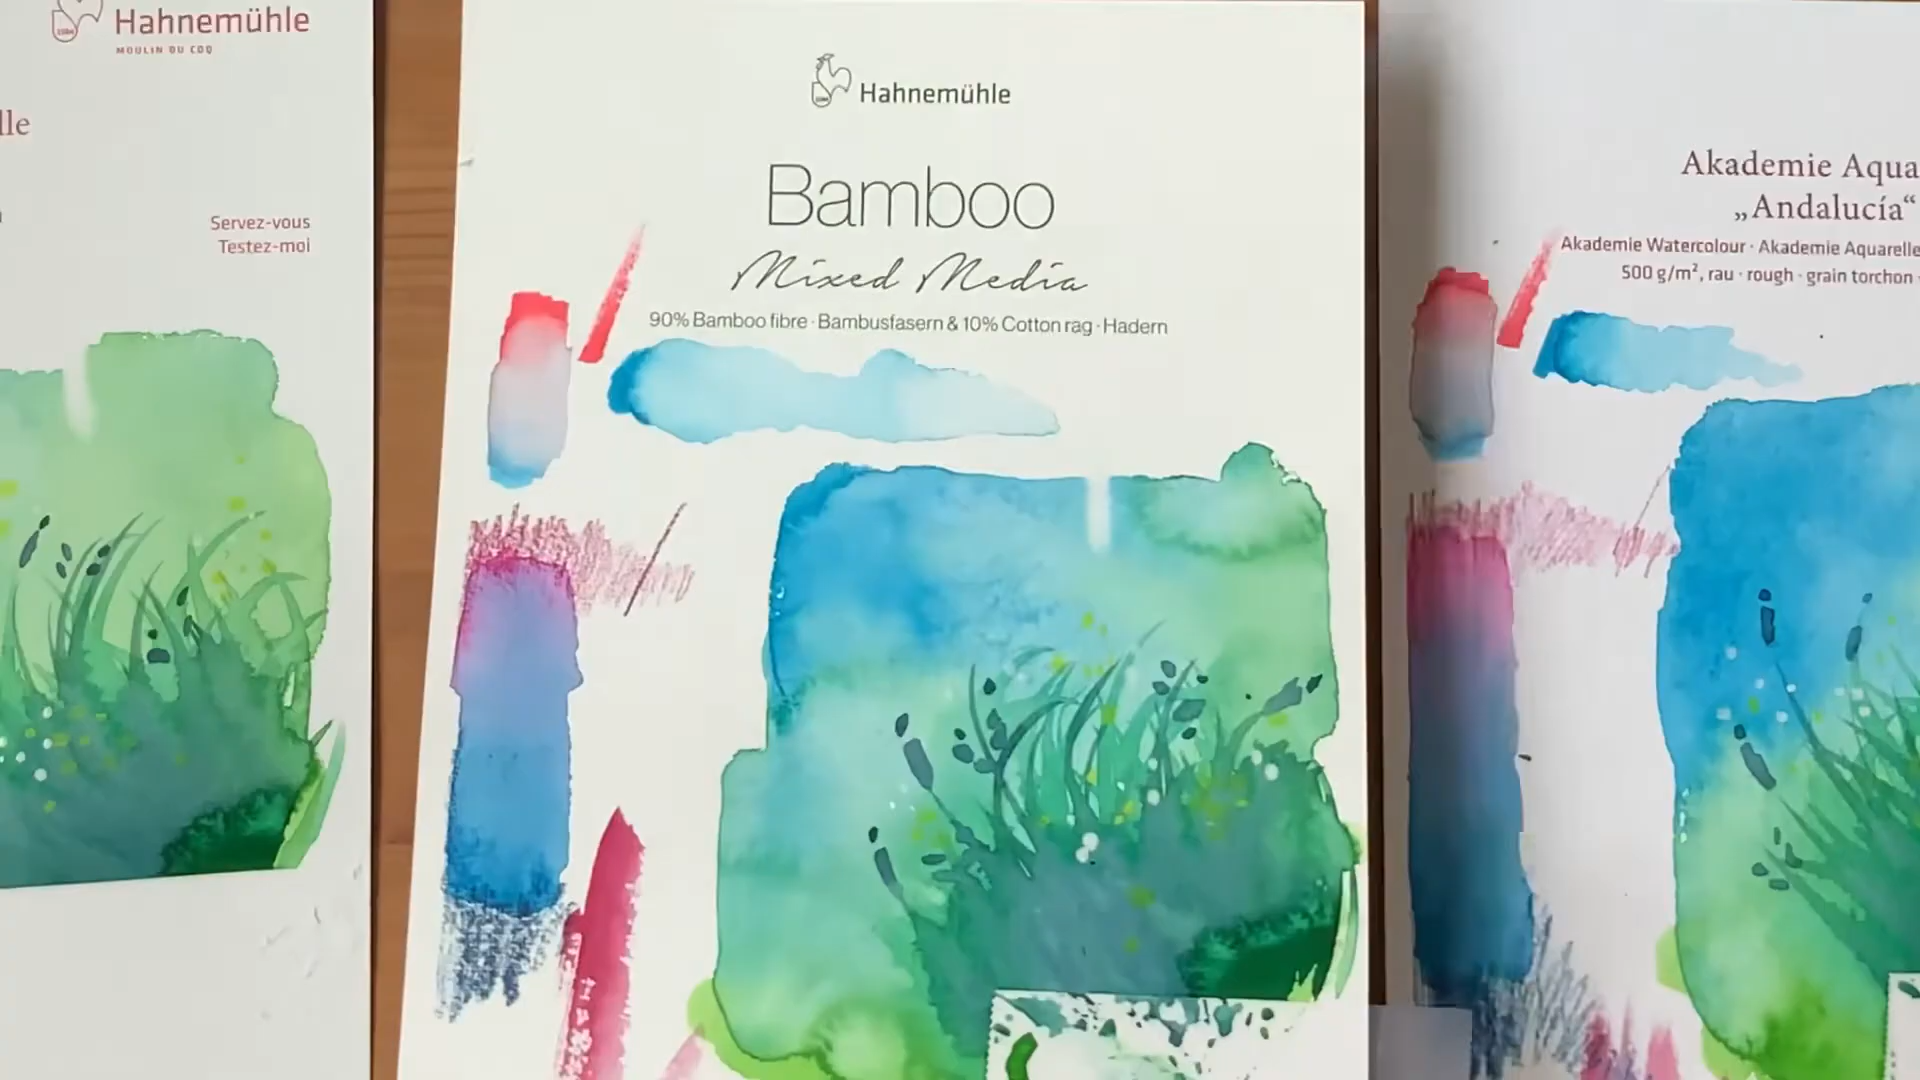 Hahnemühle
MOULIN DU COQ
lle
Servez-vous
Testez-moi
Hahnemühle
Bamboo
Mixed Media
90% Bamboo fibre · Bambusfasern & 10% Cotton rag · Hadern
Akademie Aqua
„Andalucía“
Akademie Watercolour · Akademie Aquarelle
500 g/m², rau · rough · grain torchon ·